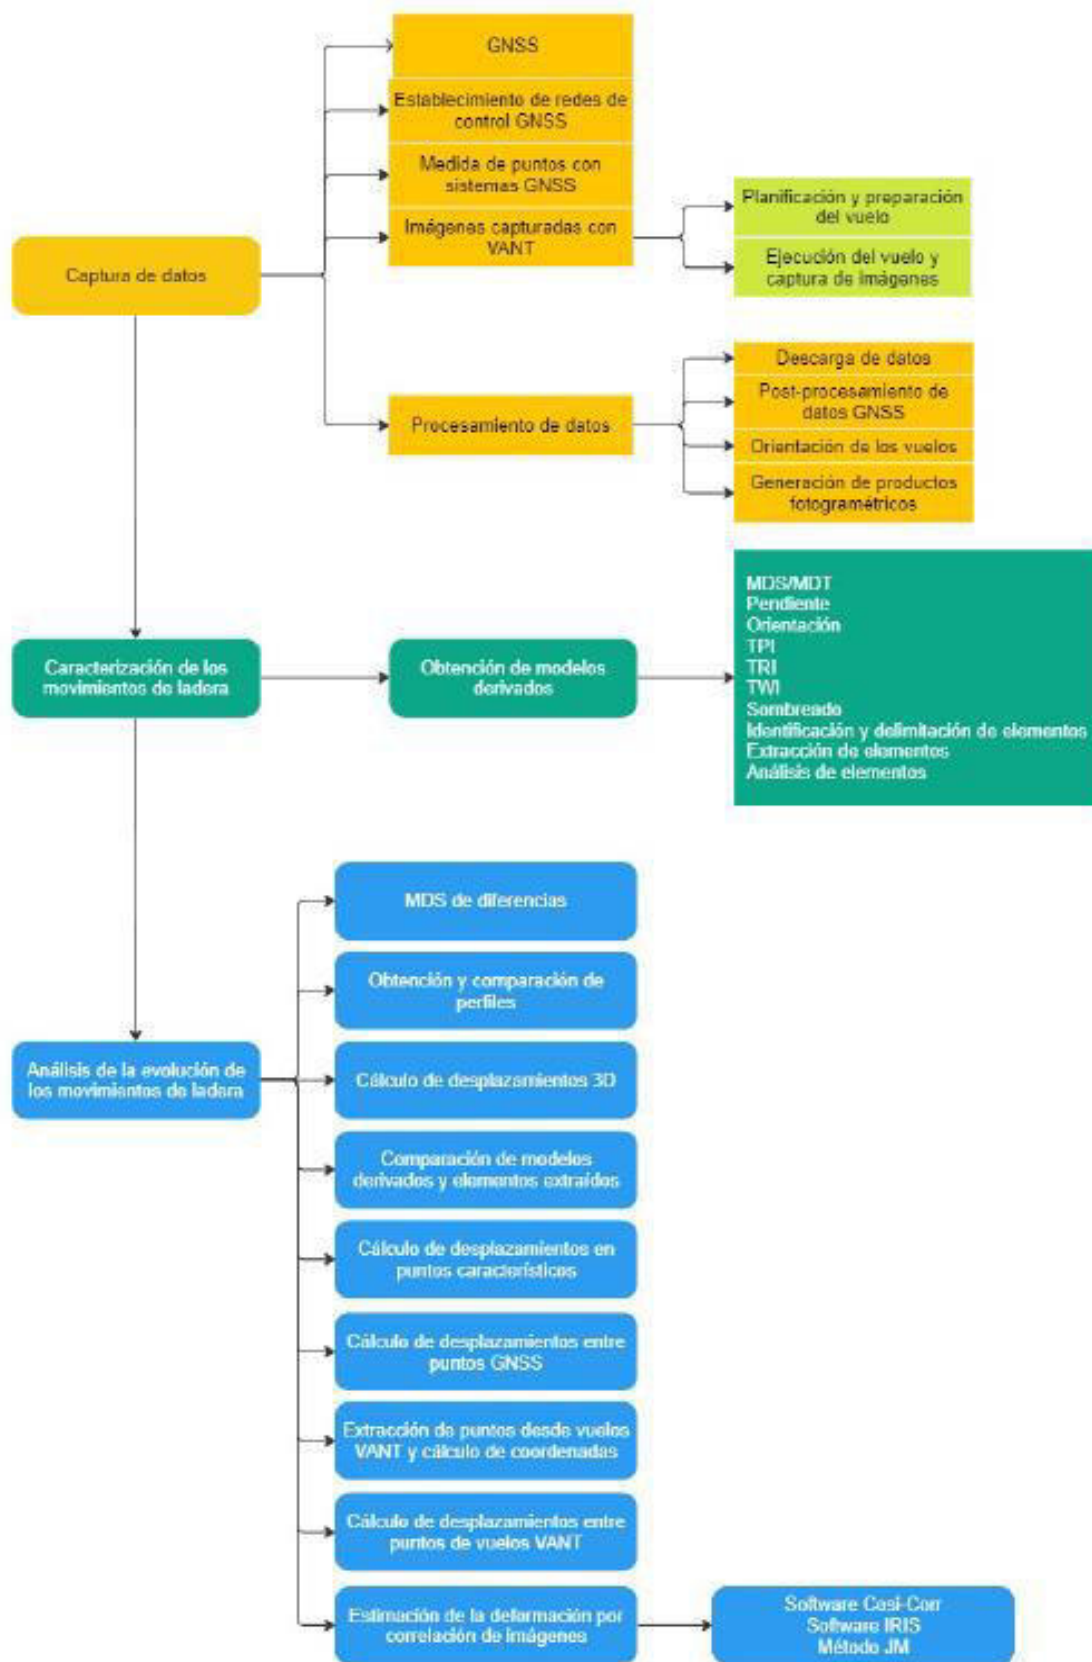 GNSS
Establecimiento de redes de
control GNSS
Medida de puntos con
sistemas GNSS
Imágenes capturadas con
VANT
Planificación y preparación
del vuelo
Ejecución del vuelo y
captura de Imágenes
Captura de datos
Procesamiento de datos
Descarga de datos
Post-procesamiento de
datos GNSS
Orientación de los vuelos
Generación de productos
fotogramétricos
Caracterización de los
movimientos de ladera
Obtención de modelos
derivados
MDS/MDT
Pendiente
Orientación
TPI
TRI
TWI
Sombreado
Identificación y delimitación de elementos
Extracción de elementos
Análisis de elementos
Análisis de la evolución de
los movimientos de ladera
MDS de diferencias
Obtención y comparación de
perfiles
Cálculo de desplazamientos 3D
Comparación de modelos
derivados y elementos extraídos
Cálculo de desplazamientos en
puntos característicos
Cálculo de desplazamientos entre
puntos GNSS
Extracción de puntos desde vuelos
VANT y cálculo de coordenadas
Cálculo de desplazamientos entre
puntos de vuelos VANT
Estimación de la deformación por
correlación de imágenes
Software Cosi-Corr
Software IRIS
Método JM